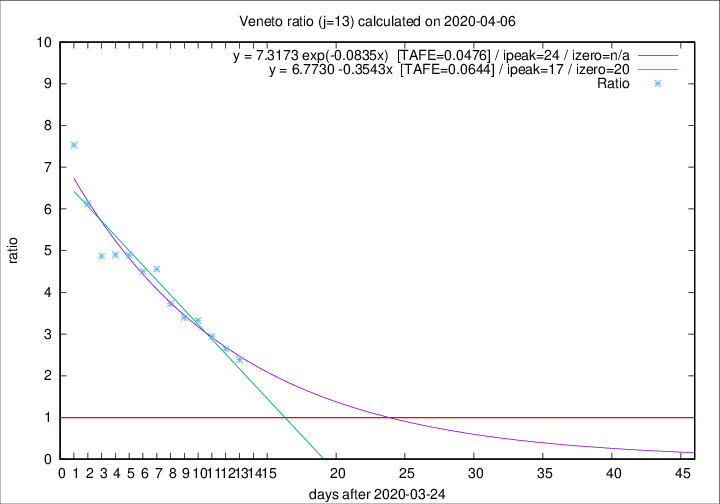 Veneto ratio (j=13) calculated on 2020-04-06
y = 7.3173 exp(-0.0835x) [TAFE=0.0476] / ipeak=24 / izero=n/a
y = 6.7730 -0.3543x [TAFE=0.0644] / ipeak=17 / izero=20
Ratio
10
9
8
7
6
5
4
3
2
1
0
ratio
0 1 2 3 4 5 6 7 8 9 10 11 12 13 14 15 20 25 30 35 40 45
days after 2020-03-24